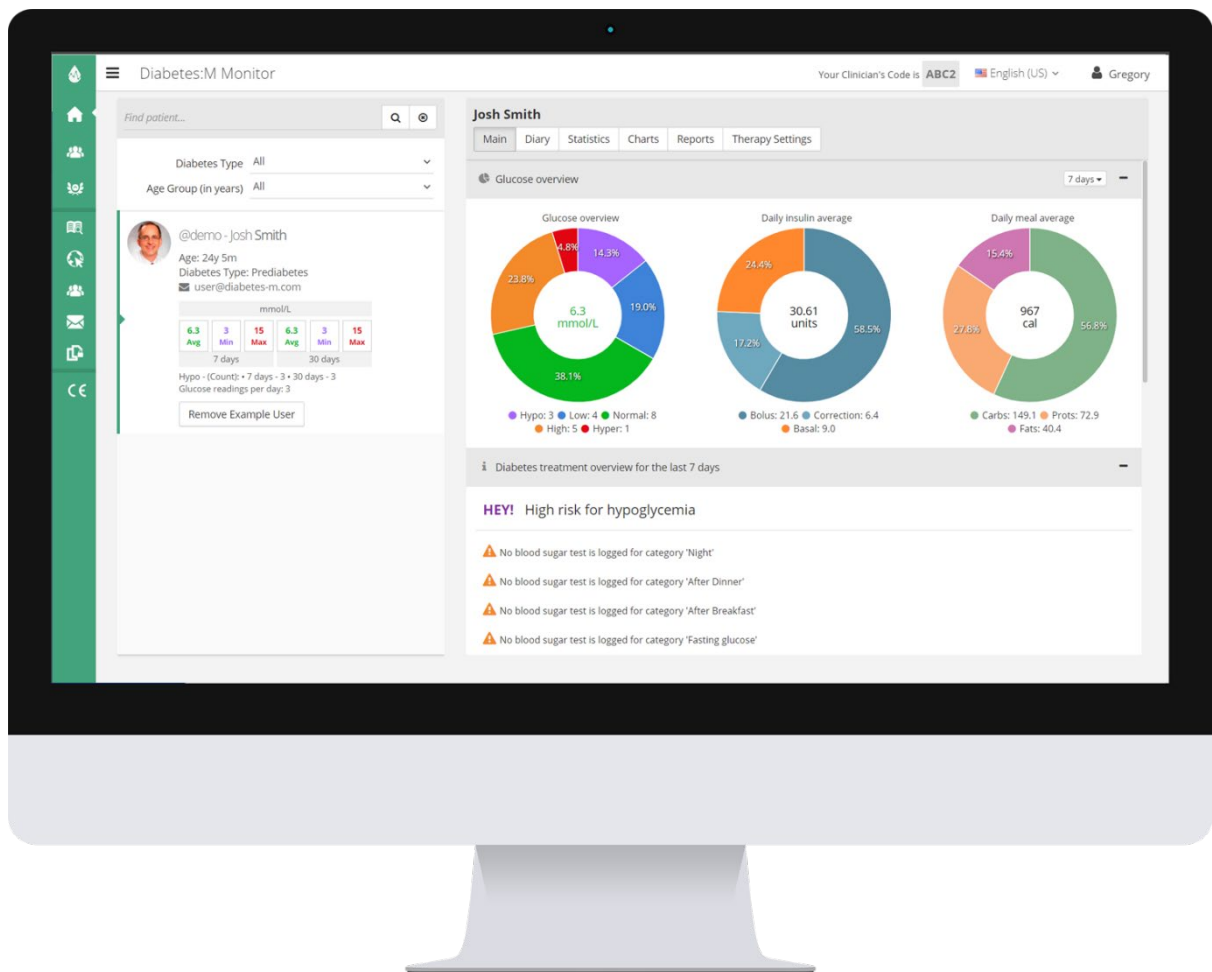 Diabetes:M Monitor
Your Clinician's Code is ABC2 English (US) Gregory
Find patient...
Diabetes Type All
Age Group (in years) All
@demo - Josh Smith
Age: 24y 5m
Diabetes Type: Prediabetes
user@diabetes-m.com
mmol/L
6.3 3 15 6.3 3 15
Avg Min Max Avg Min Max
7 days 30 days
Hypo - (Count): • 7 days - 3 • 30 days - 3
Glucose readings per day: 3
Remove Example User
CE
Josh Smith
Main Diary Statistics Charts Reports Therapy Settings
Glucose overview 7 days
Glucose overview
4.8% 14.3%
23.8%
19.0%
6.3
mmol/L
38.1%
Hypo: 3 Low: 4 Normal: 8
High: 5 Hyper: 1
Daily insulin average
24.4%
30.61
units
58.5%
17.2%
Bolus: 21.6 Correction: 6.4
Basal: 9.0
Daily meal average
15.4%
967
cal
56.8%
27.8%
Carbs: 149.1 Prots: 72.9
Fats: 40.4
i Diabetes treatment overview for the last 7 days
HEY! High risk for hypoglycemia
No blood sugar test is logged for category 'Night'
No blood sugar test is logged for category 'After Dinner'
No blood sugar test is logged for category 'After Breakfast'
No blood sugar test is logged for category 'Fasting glucose'